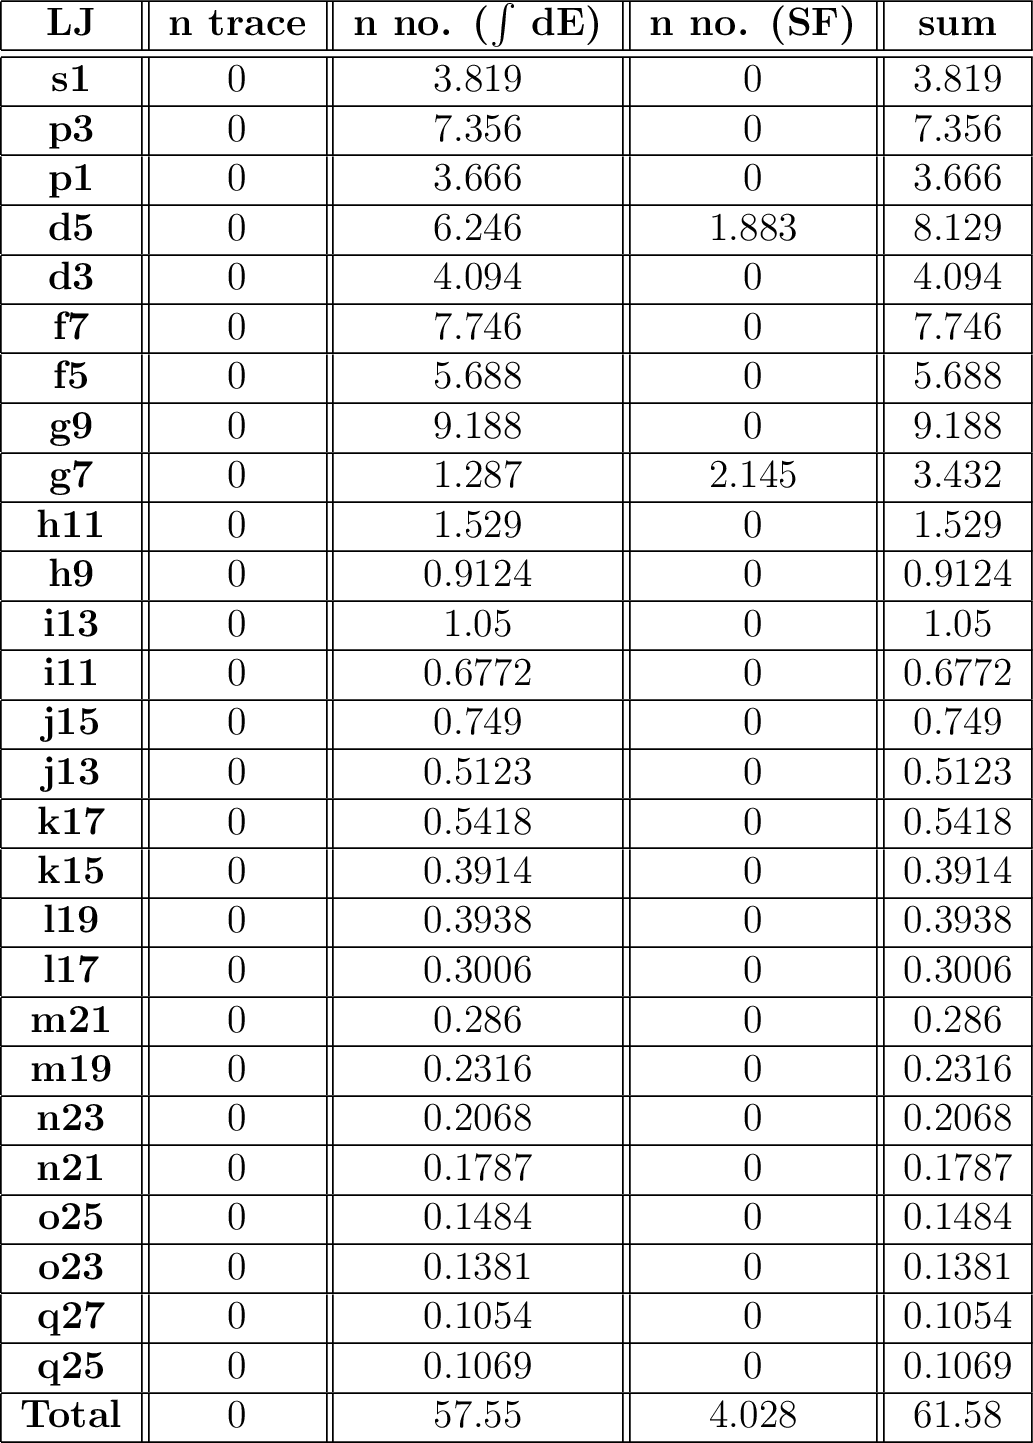 LJ n trace n no. (∫ dE) n no. (SF) sum
s1 0 3.819 0 3.819
p3 0 7.356 0 7.356
p1 0 3.666 0 3.666
d5 0 6.246 1.883 8.129
d3 0 4.094 0 4.094
f7 0 7.746 0 7.746
f5 0 5.688 0 5.688
g9 0 9.188 0 9.188
g7 0 1.287 2.145 3.432
h11 0 1.529 0 1.529
h9 0 0.9124 0 0.9124
i13 0 1.05 0 1.05
i11 0 0.6772 0 0.6772
j15 0 0.749 0 0.749
j13 0 0.5123 0 0.5123
k17 0 0.5418 0 0.5418
k15 0 0.3914 0 0.3914
l19 0 0.3938 0 0.3938
l17 0 0.3006 0 0.3006
m21 0 0.286 0 0.286
m19 0 0.2316 0 0.2316
n23 0 0.2068 0 0.2068
n21 0 0.1787 0 0.1787
o25 0 0.1484 0 0.1484
o23 0 0.1381 0 0.1381
q27 0 0.1054 0 0.1054
q25 0 0.1069 0 0.1069
Total 0 57.55 4.028 61.58